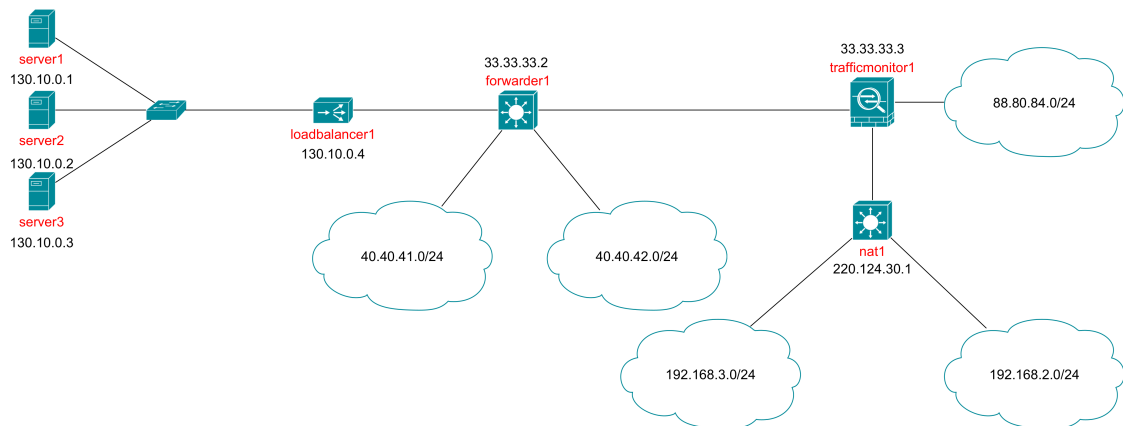 server1
130.10.0.1
server2
130.10.0.2
server3
130.10.0.3
loadbalancer1
130.10.0.4
33.33.33.2
forwarder1
40.40.41.0/24
40.40.42.0/24
33.33.33.3
trafficmonitor1
88.80.84.0/24
nat1
220.124.30.1
192.168.3.0/24
192.168.2.0/24